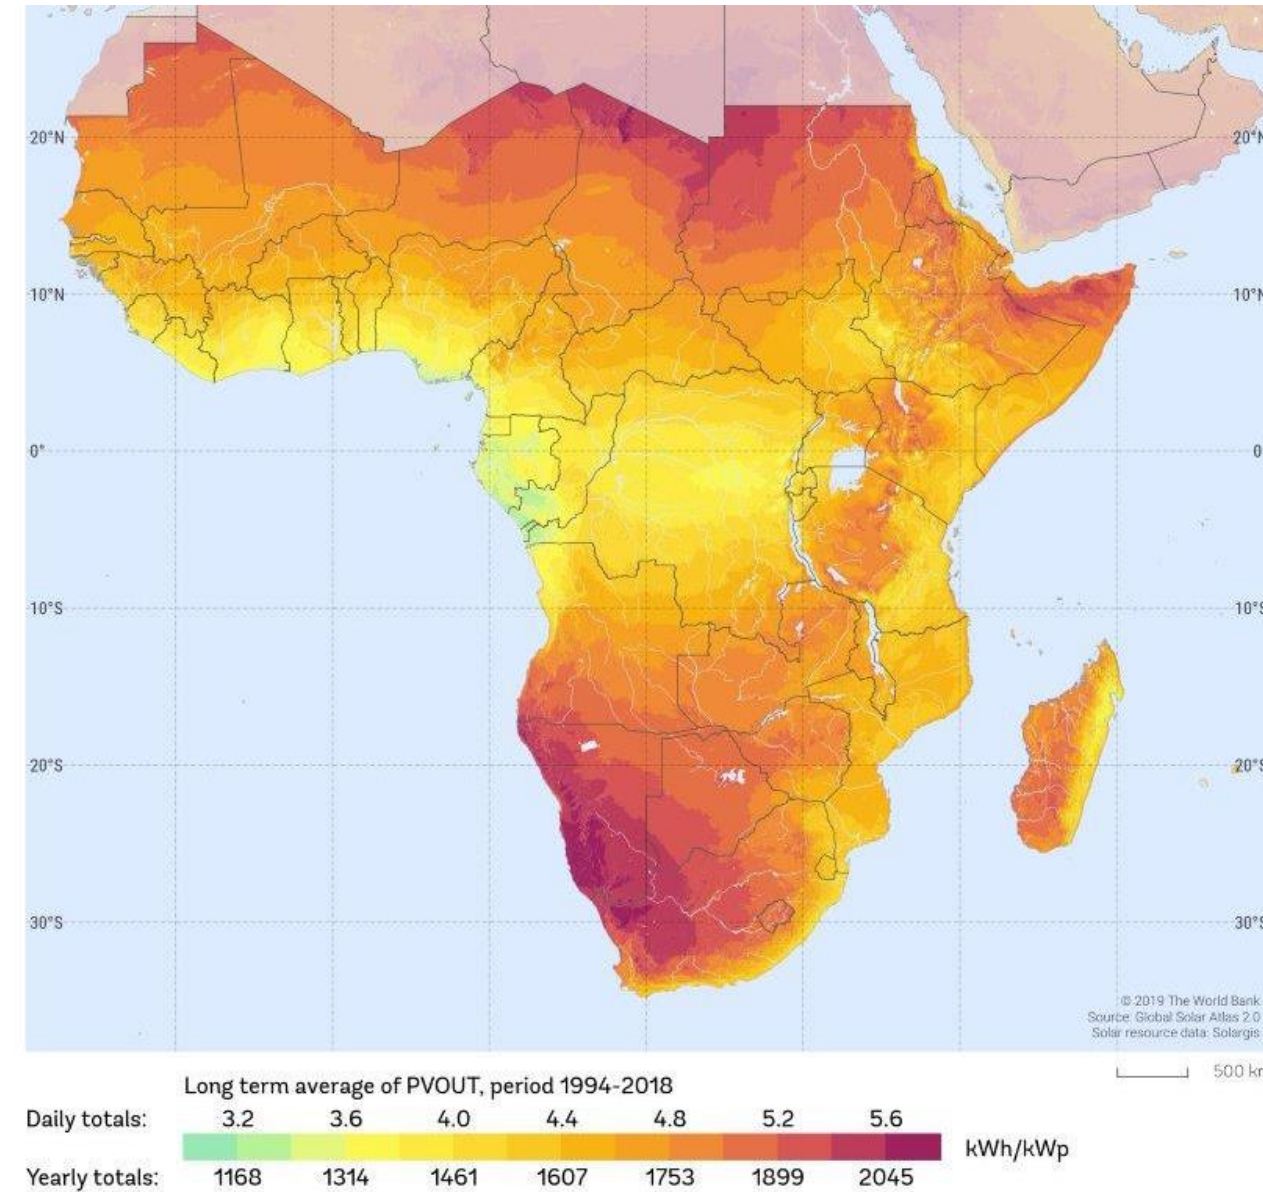 20°N 20°N
10°N 10°N
0° 0
10°S 10°S
20°S 20°S
30°S 30°S
© 2019 The World Bank
Source: Global Solar Atlas 2.0
Solar resource data: Solargis
500 km
Long term average of PVOUT, period 1994-2018
Daily totals: 3.2 3.6 4.0 4.4 4.8 5.2 5.6
kWh/kWp
Yearly totals: 1168 1314 1461 1607 1753 1899 2045